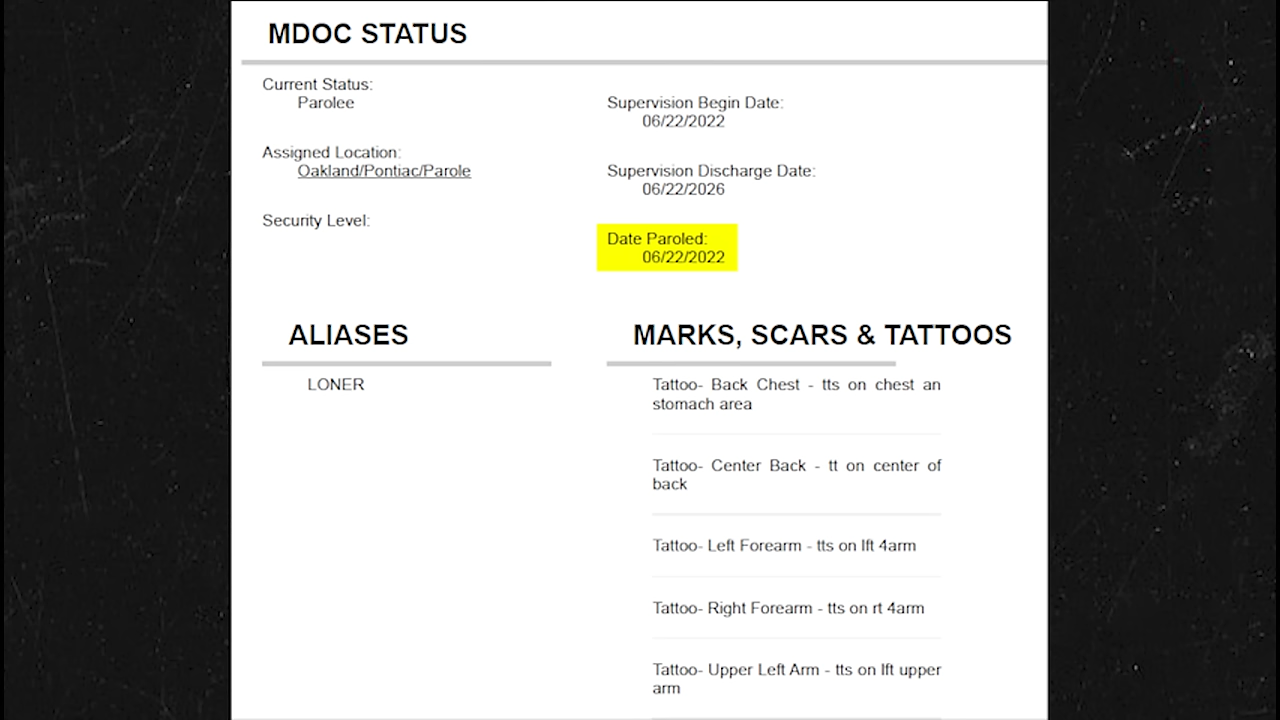 MDOC STATUS
Current Status:
Parolee
Supervision Begin Date:
06/22/2022
Assigned Location:
Oakland/Pontiac/Parole
Supervision Discharge Date:
06/22/2026
Security Level:
Date Paroled:
06/22/2022
ALIASES
LONER
MARKS, SCARS & TATTOOS
Tattoo- Back Chest - tts on chest an
stomach area
Tattoo- Center Back - tt on center of
back
Tattoo- Left Forearm - tts on lft 4arm
Tattoo- Right Forearm - tts on rt 4arm
Tattoo- Upper Left Arm - tts on lft upper
arm